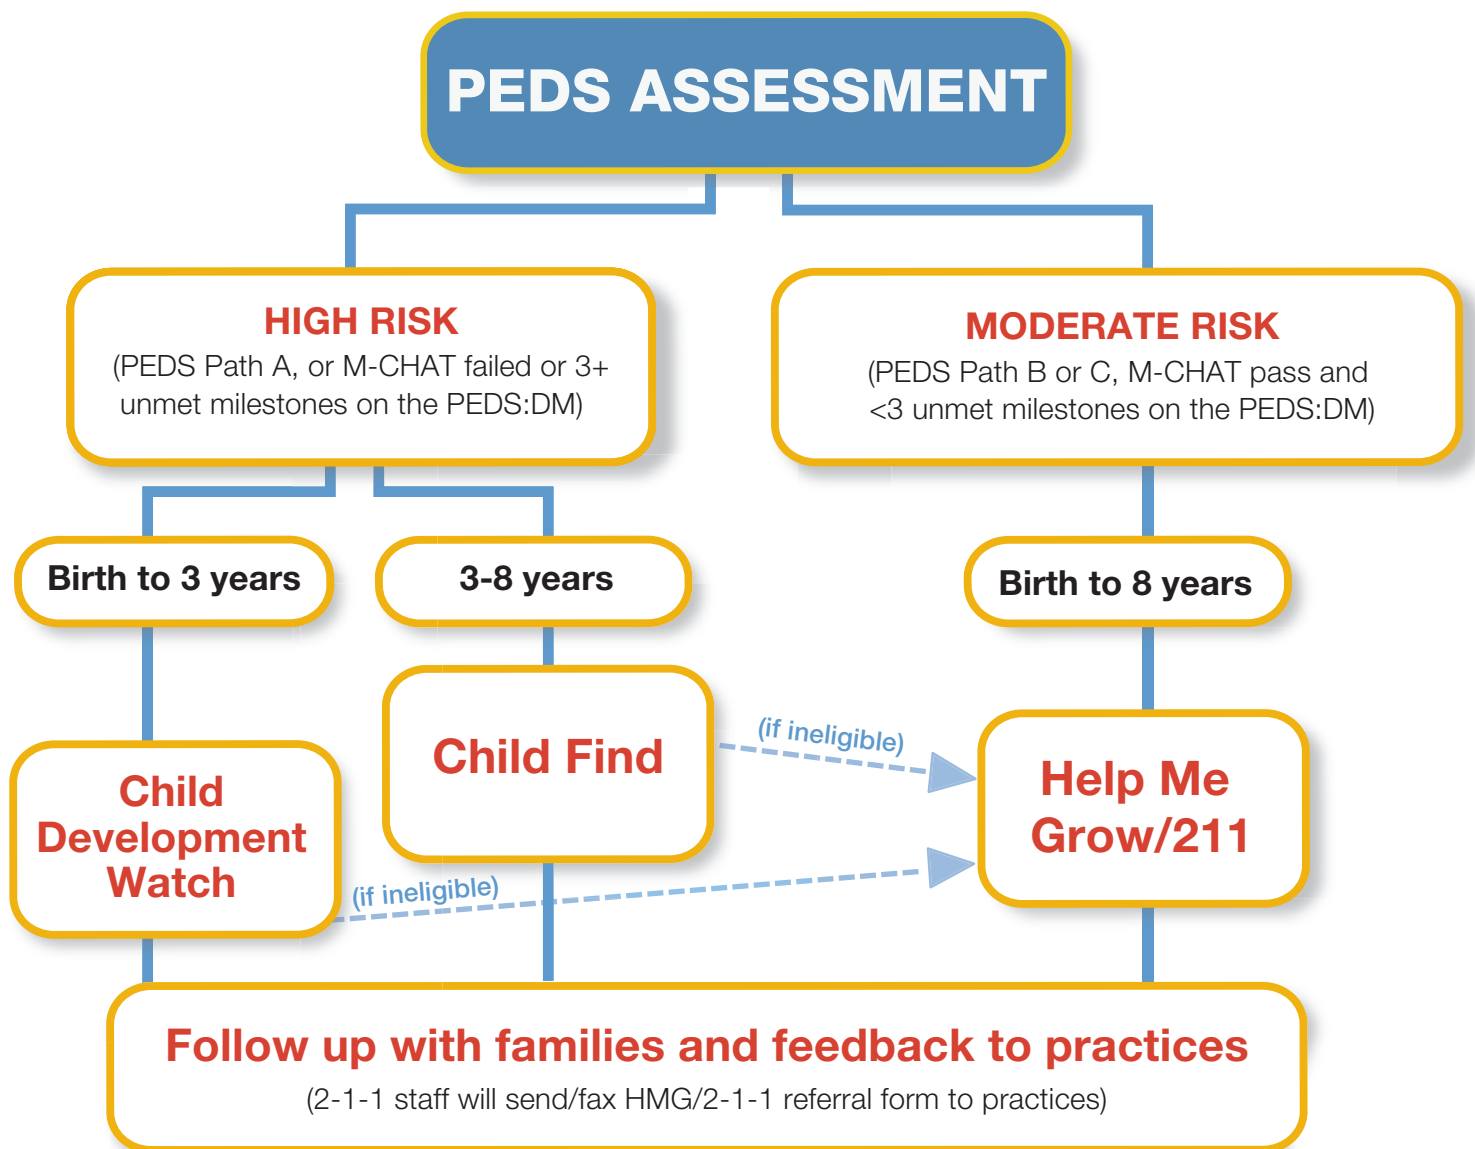 PEDS ASSESSMENT
HIGH RISK
(PEDS Path A, or M-CHAT failed or 3+
unmet milestones on the PEDS:DM)
MODERATE RISK
(PEDS Path B or C, M-CHAT pass and
<3 unmet milestones on the PEDS:DM)
Birth to 3 years
3-8 years
Birth to 8 years
Child
Development
Watch
(if ineligible)
Child Find
(if ineligible)
Help Me
Grow/211
Follow up with families and feedback to practices
(2-1-1 staff will send/fax HMG/2-1-1 referral form to practices)